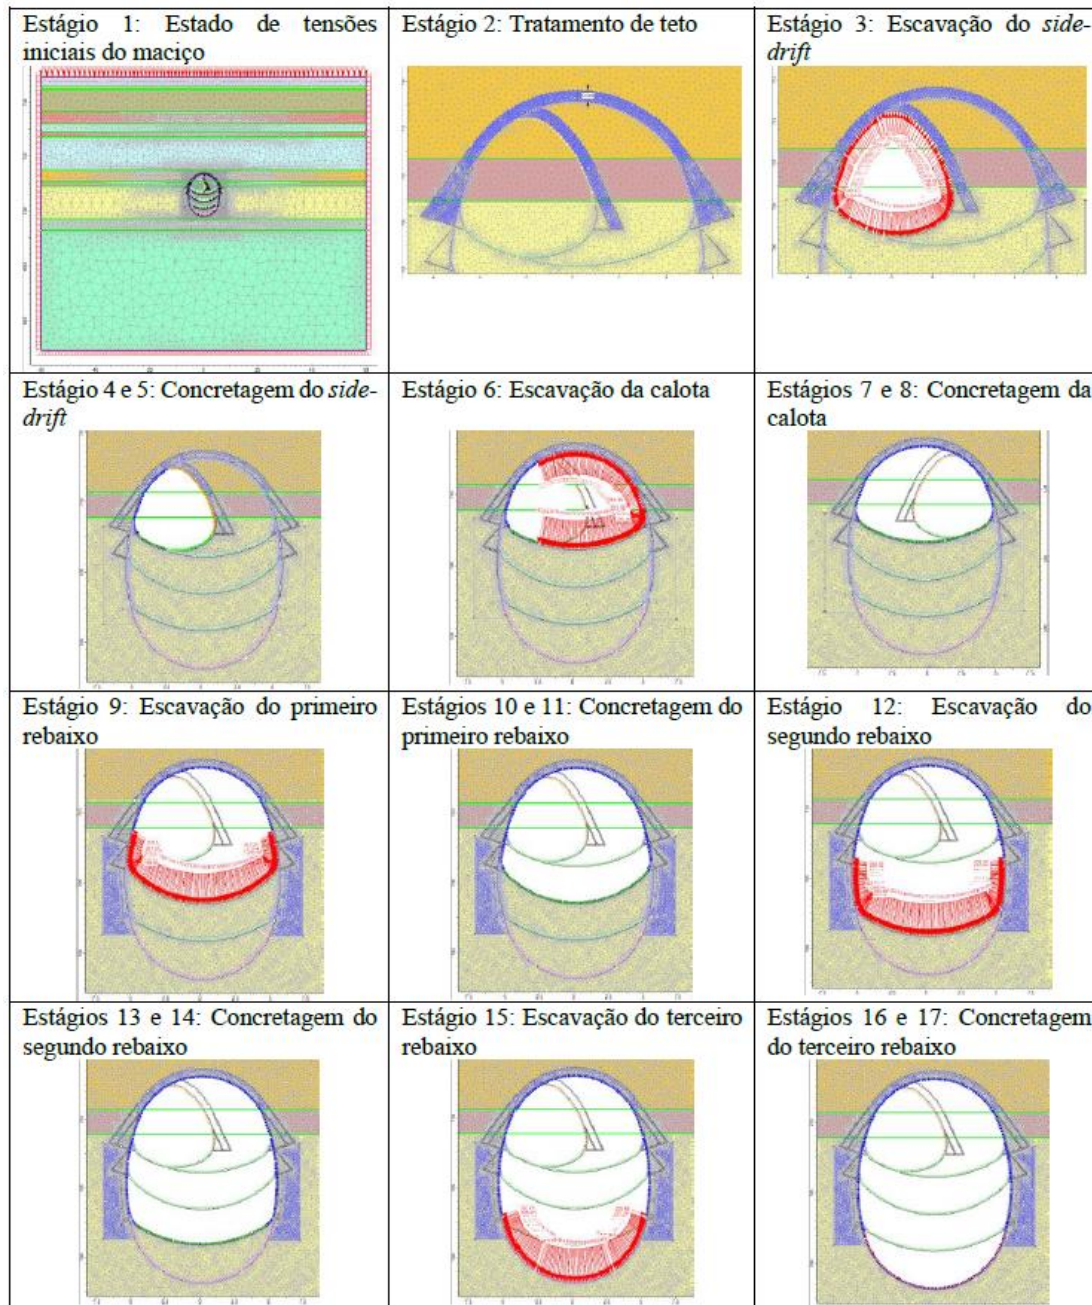 Estágio 1: Estado de tensões
iniciais do maciço
Estágio 2: Tratamento de teto
Estágio 3: Escavação do side-
drift
Estágio 4 e 5: Concretagem do side-
drift
Estágio 6: Escavação da calota
Estágios 7 e 8: Concretagem da
calota
Estágio 9: Escavação do primeiro
rebaixo
Estágios 10 e 11: Concretagem do
primeiro rebaixo
Estágio 12: Escavação do
segundo rebaixo
Estágios 13 e 14: Concretagem do
segundo rebaixo
Estágio 15: Escavação do terceiro
rebaixo
Estágios 16 e 17: Concretagem
do terceiro rebaixo